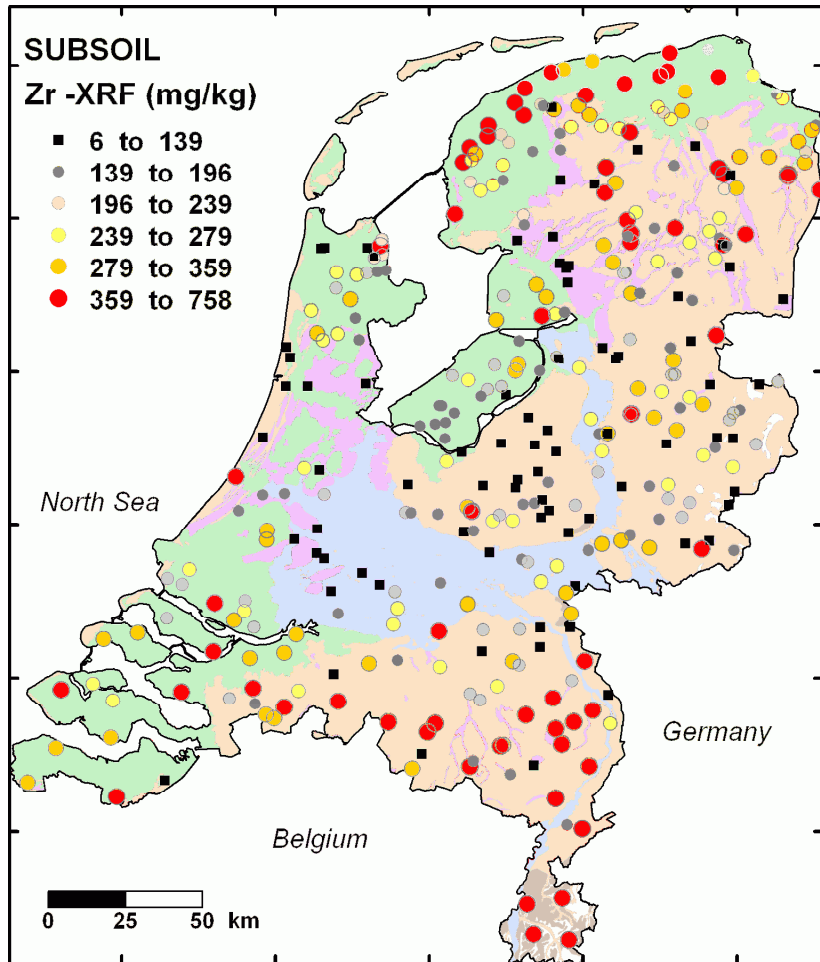 SUBSOIL
Zr -XRF (mg/kg)
6 to 139
139 to 196
196 to 239
239 to 279
279 to 359
359 to 758
North Sea
Germany
Belgium
0 25 50 km